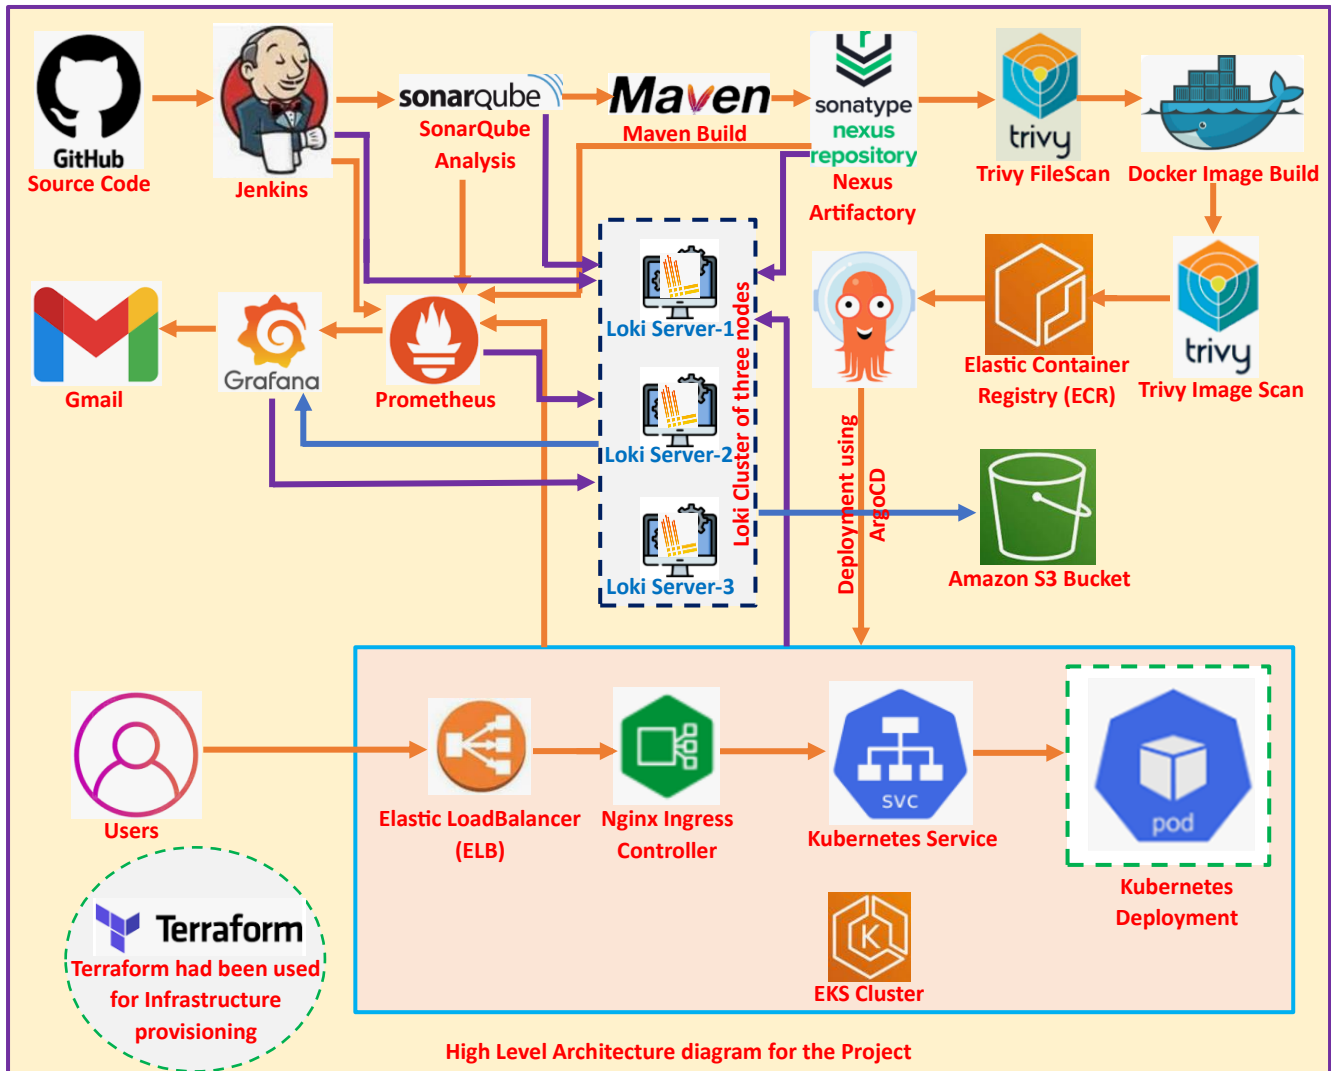 GitHub
Source Code
Jenkins
sonarqube
SonarQube
Analysis
Maven
Maven Build
r
sonatype
nexus
repository
Nexus
Artifactory
trivy
Trivy FileScan
Docker Image Build
Gmail
Grafana
Prometheus
Loki Server-1
Loki Server-2
Loki Server-3
Loki Cluster of three nodes
Deployment using
ArgoCD
Elastic Container
Registry (ECR)
trivy
Trivy Image Scan
Amazon S3 Bucket
Users
Elastic LoadBalancer
(ELB)
Nginx Ingress
Controller
svc
Kubernetes Service
pod
Kubernetes
Deployment
K
EKS Cluster
Terraform
Terraform had been used
for Infrastructure
provisioning
High Level Architecture diagram for the Project